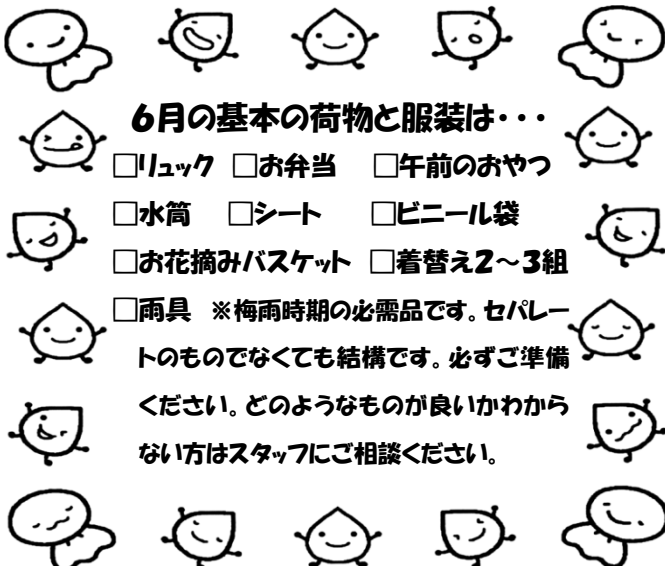 6月の基本の荷物と服装は・・・
□リュック □お弁当 □午前のおやつ
□水筒 □シート □ビニール袋
□お花摘みバスケット □着替え2～3組
□雨具 ※梅雨時期の必需品です。セパレー
トのものでなくても結構です。必ずご準備
ください。どのようなものが良いかわから
ない方はスタッフにご相談ください。